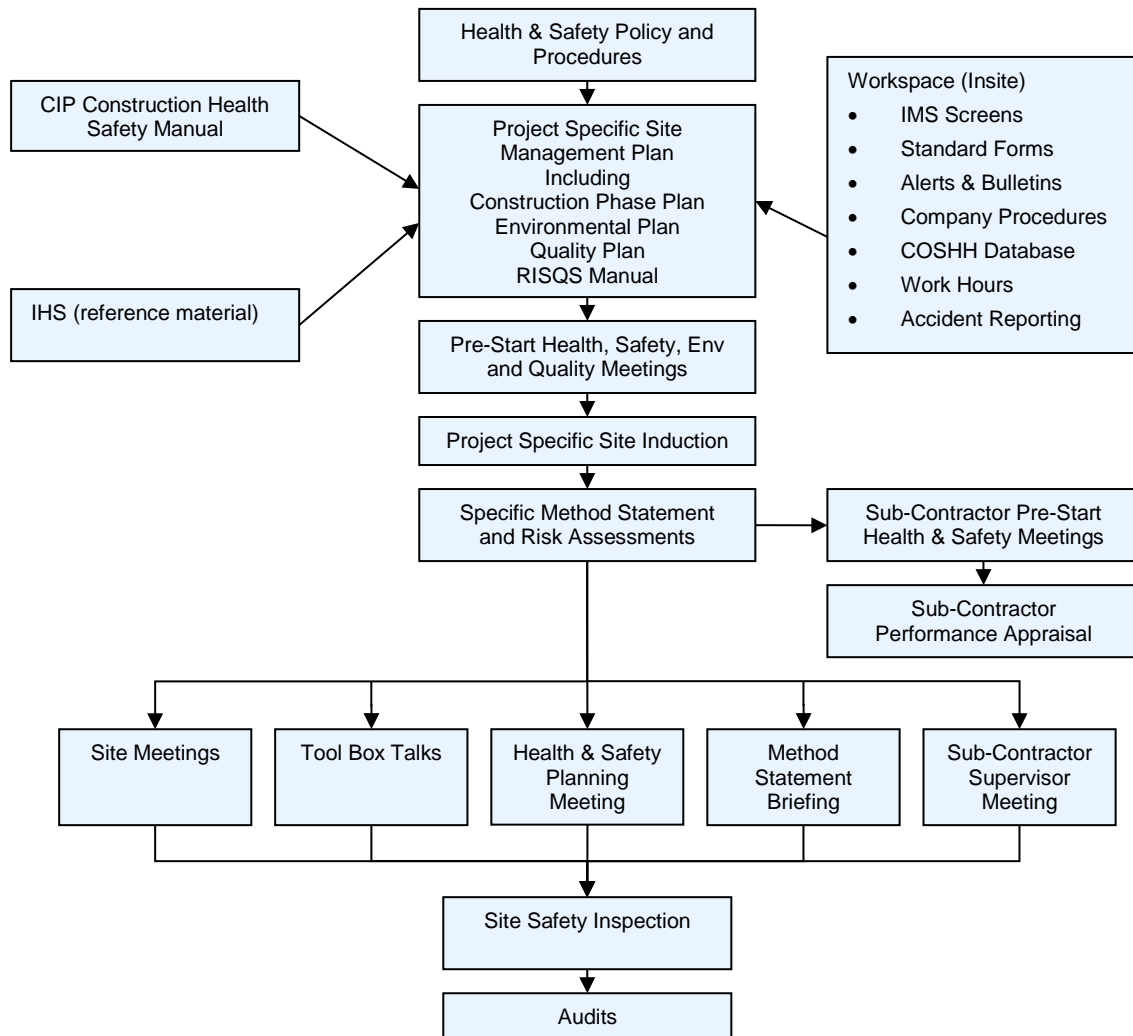 Health & Safety Policy and
Procedures
CIP Construction Health
Safety Manual
Project Specific Site
Management Plan
Including
Construction Phase Plan
Environmental Plan
Quality Plan
RISQS Manual
Workspace (Insite)
• IMS Screens
• Standard Forms
• Alerts & Bulletins
• Company Procedures
• COSHH Database
• Work Hours
• Accident Reporting
IHS (reference material)
Pre-Start Health, Safety, Env
and Quality Meetings
Project Specific Site Induction
Specific Method Statement
and Risk Assessments
Sub-Contractor Pre-Start
Health & Safety Meetings
Sub-Contractor
Performance Appraisal
Site Meetings
Tool Box Talks
Health & Safety
Planning
Meeting
Method
Statement
Briefing
Sub-Contractor
Supervisor
Meeting
Site Safety Inspection
Audits